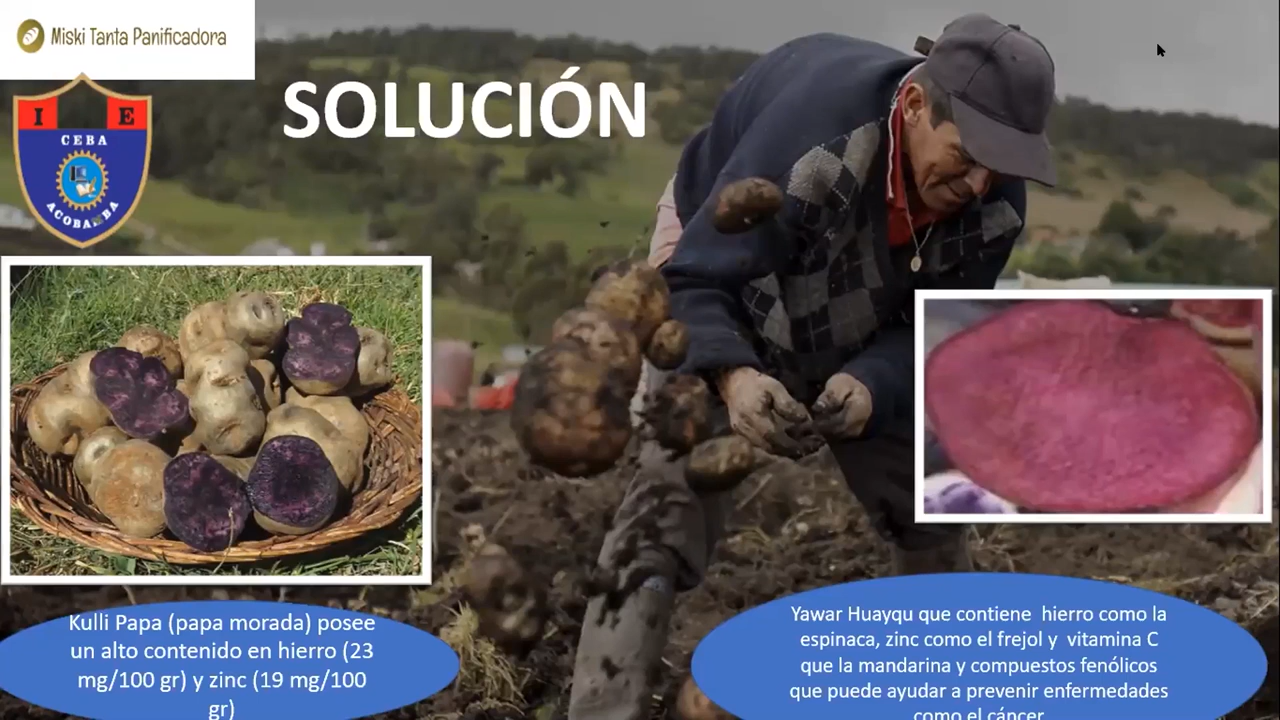 Miski Tanta Panificadora
I E
CEBA
ACOBAMBA
SOLUCIÓN
Kulli Papa (papa morada) posee
un alto contenido en hierro (23
mg/100 gr) y zinc (19 mg/100
gr)
Yawar Huayqu que contiene hierro como la
espinaca, zinc como el frejol y vitamina C
que la mandarina y compuestos fenólicos
que puede ayudar a prevenir enfermedades
como el cáncer